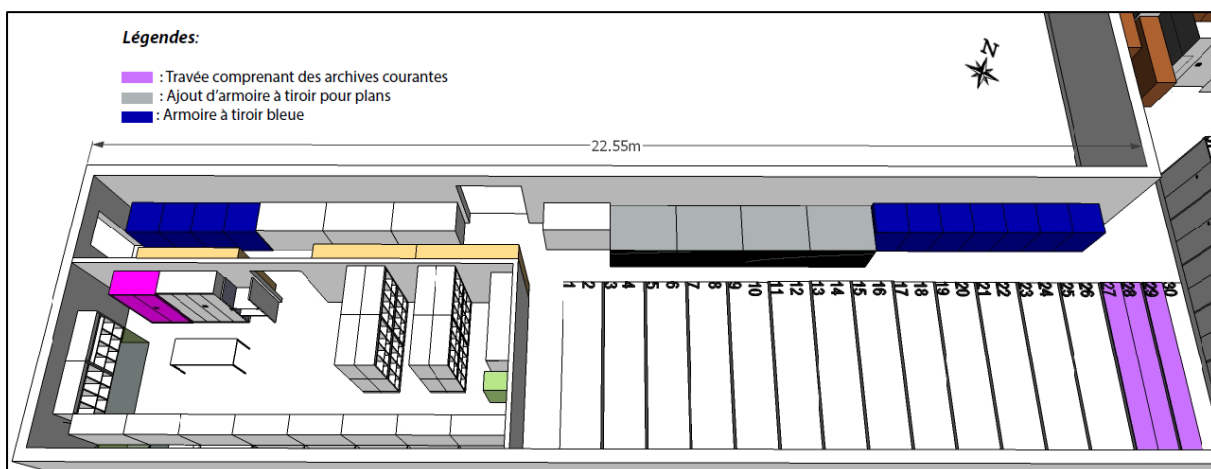 Légendes:
: Travée comprenant des archives courantes
: Ajout d'armoire à tiroir pour plans
: Armoire à tiroir bleue
N
22.55m
1 2 3 4 5 6 7 8 9 10 11 12 13 14 15 16 17 18 19 20 21 22 23 24 25 26 27 28 29 30